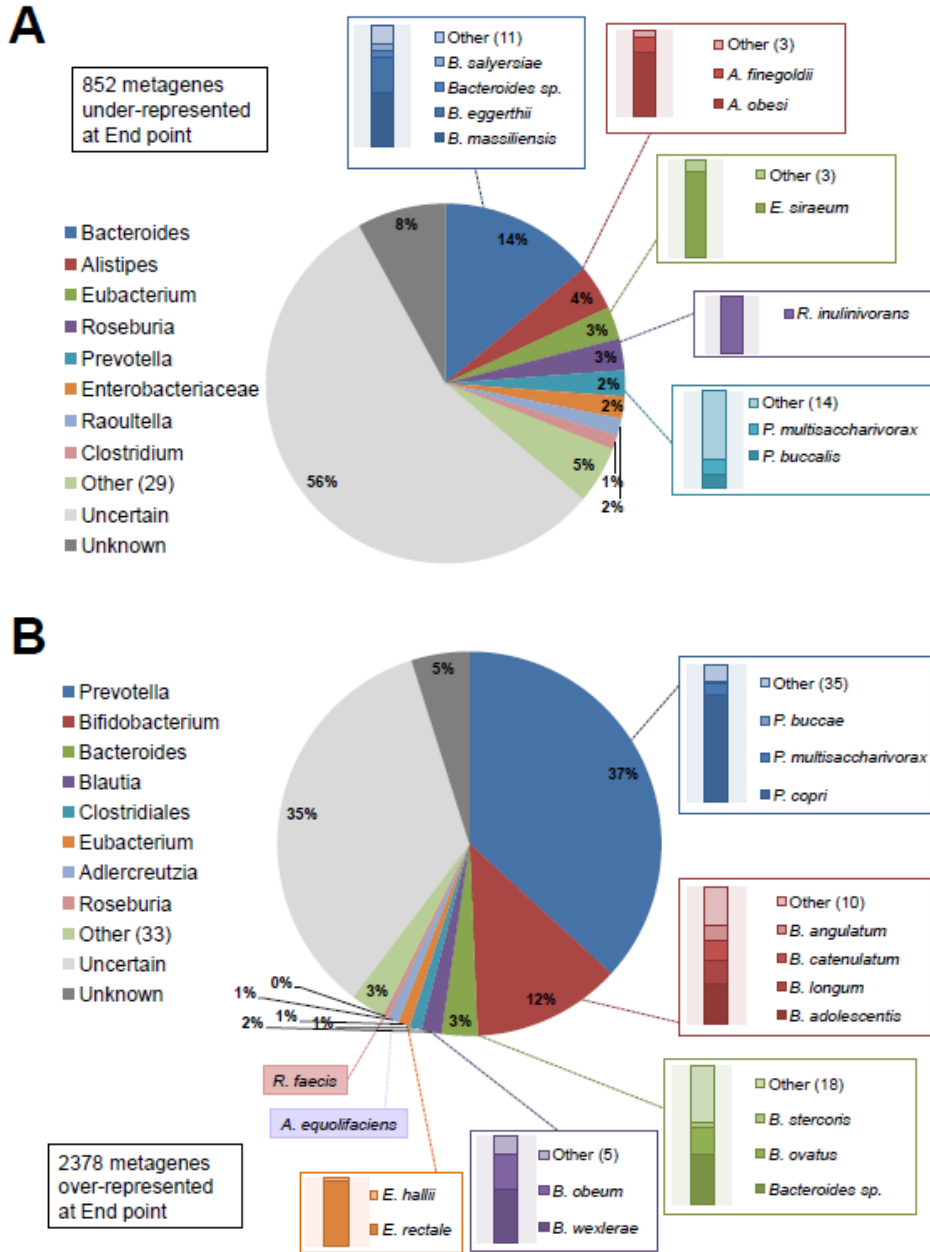 A
852 metagenes
under-represented
at End point
Other (11)
B. salyersiae
Bacteroides sp.
B. eggerthii
B. massiliensis
Other (3)
A. finegoldii
A. obesi
Other (3)
E. siraeum
R. inulinivorans
Other (14)
P. multisaccharivorax
P. buccalis
Bacteroides
Alistipes
Eubacterium
Roseburia
Prevotella
Enterobacteriaceae
Raoultella
Clostridium
Other (29)
Uncertain
Unknown
8%
14%
4%
3%
3%
2%
2%
1%
2%
5%
56%
B
Prevotella
Bifidobacterium
Bacteroides
Blautia
Clostridiales
Eubacterium
Adlercreutzia
Roseburia
Other (33)
Uncertain
Unknown
5%
37%
35%
12%
3%
3%
0%
1%
1%
1%
2%
Other (35)
P. buccae
P. multisaccharivorax
P. copri
Other (10)
B. angulatum
B. catenulatum
B. longum
B. adolescentis
Other (18)
B. stercoris
B. ovatus
Bacteroides sp.
R. faecis
A. equolifaciens
2378 metagenes
over-represented
at End point
E. hallii
E. rectale
Other (5)
B. obeum
B. wexlerae